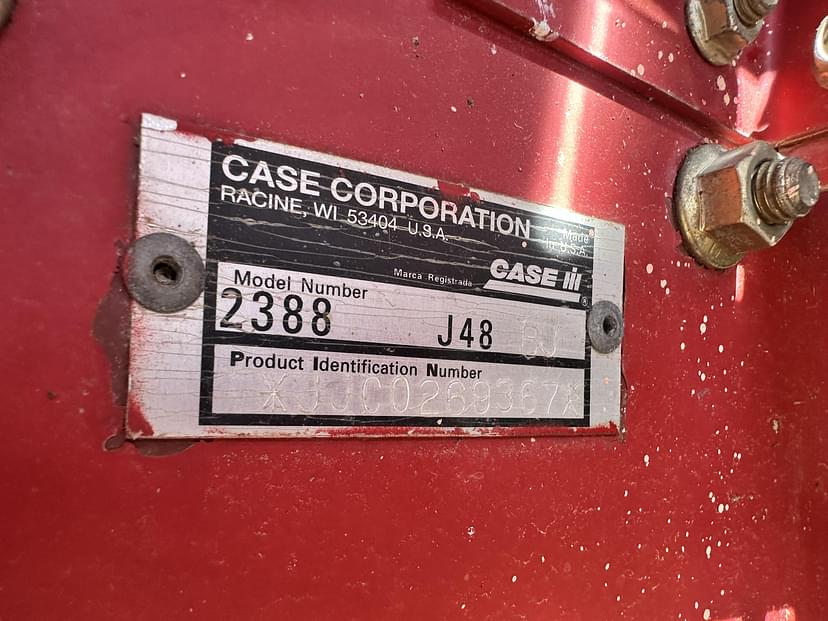 CASE CORPORATION
RACINE, WI 53404 U.S.A.
Made
In U.S.A.
Marca Registrada
CASE IH
®
Model Number
2388 J48 BJ
Product Identification Number
*JJC0269367*